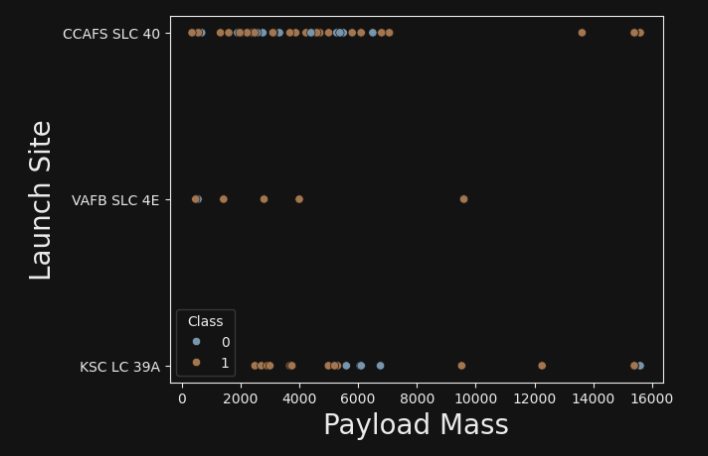 CCAFS SLC 40
VAFB SLC 4E
KSC LC 39A
Launch Site
Class
0
1
0 2000 4000 6000 8000 10000 12000 14000 16000
Payload Mass